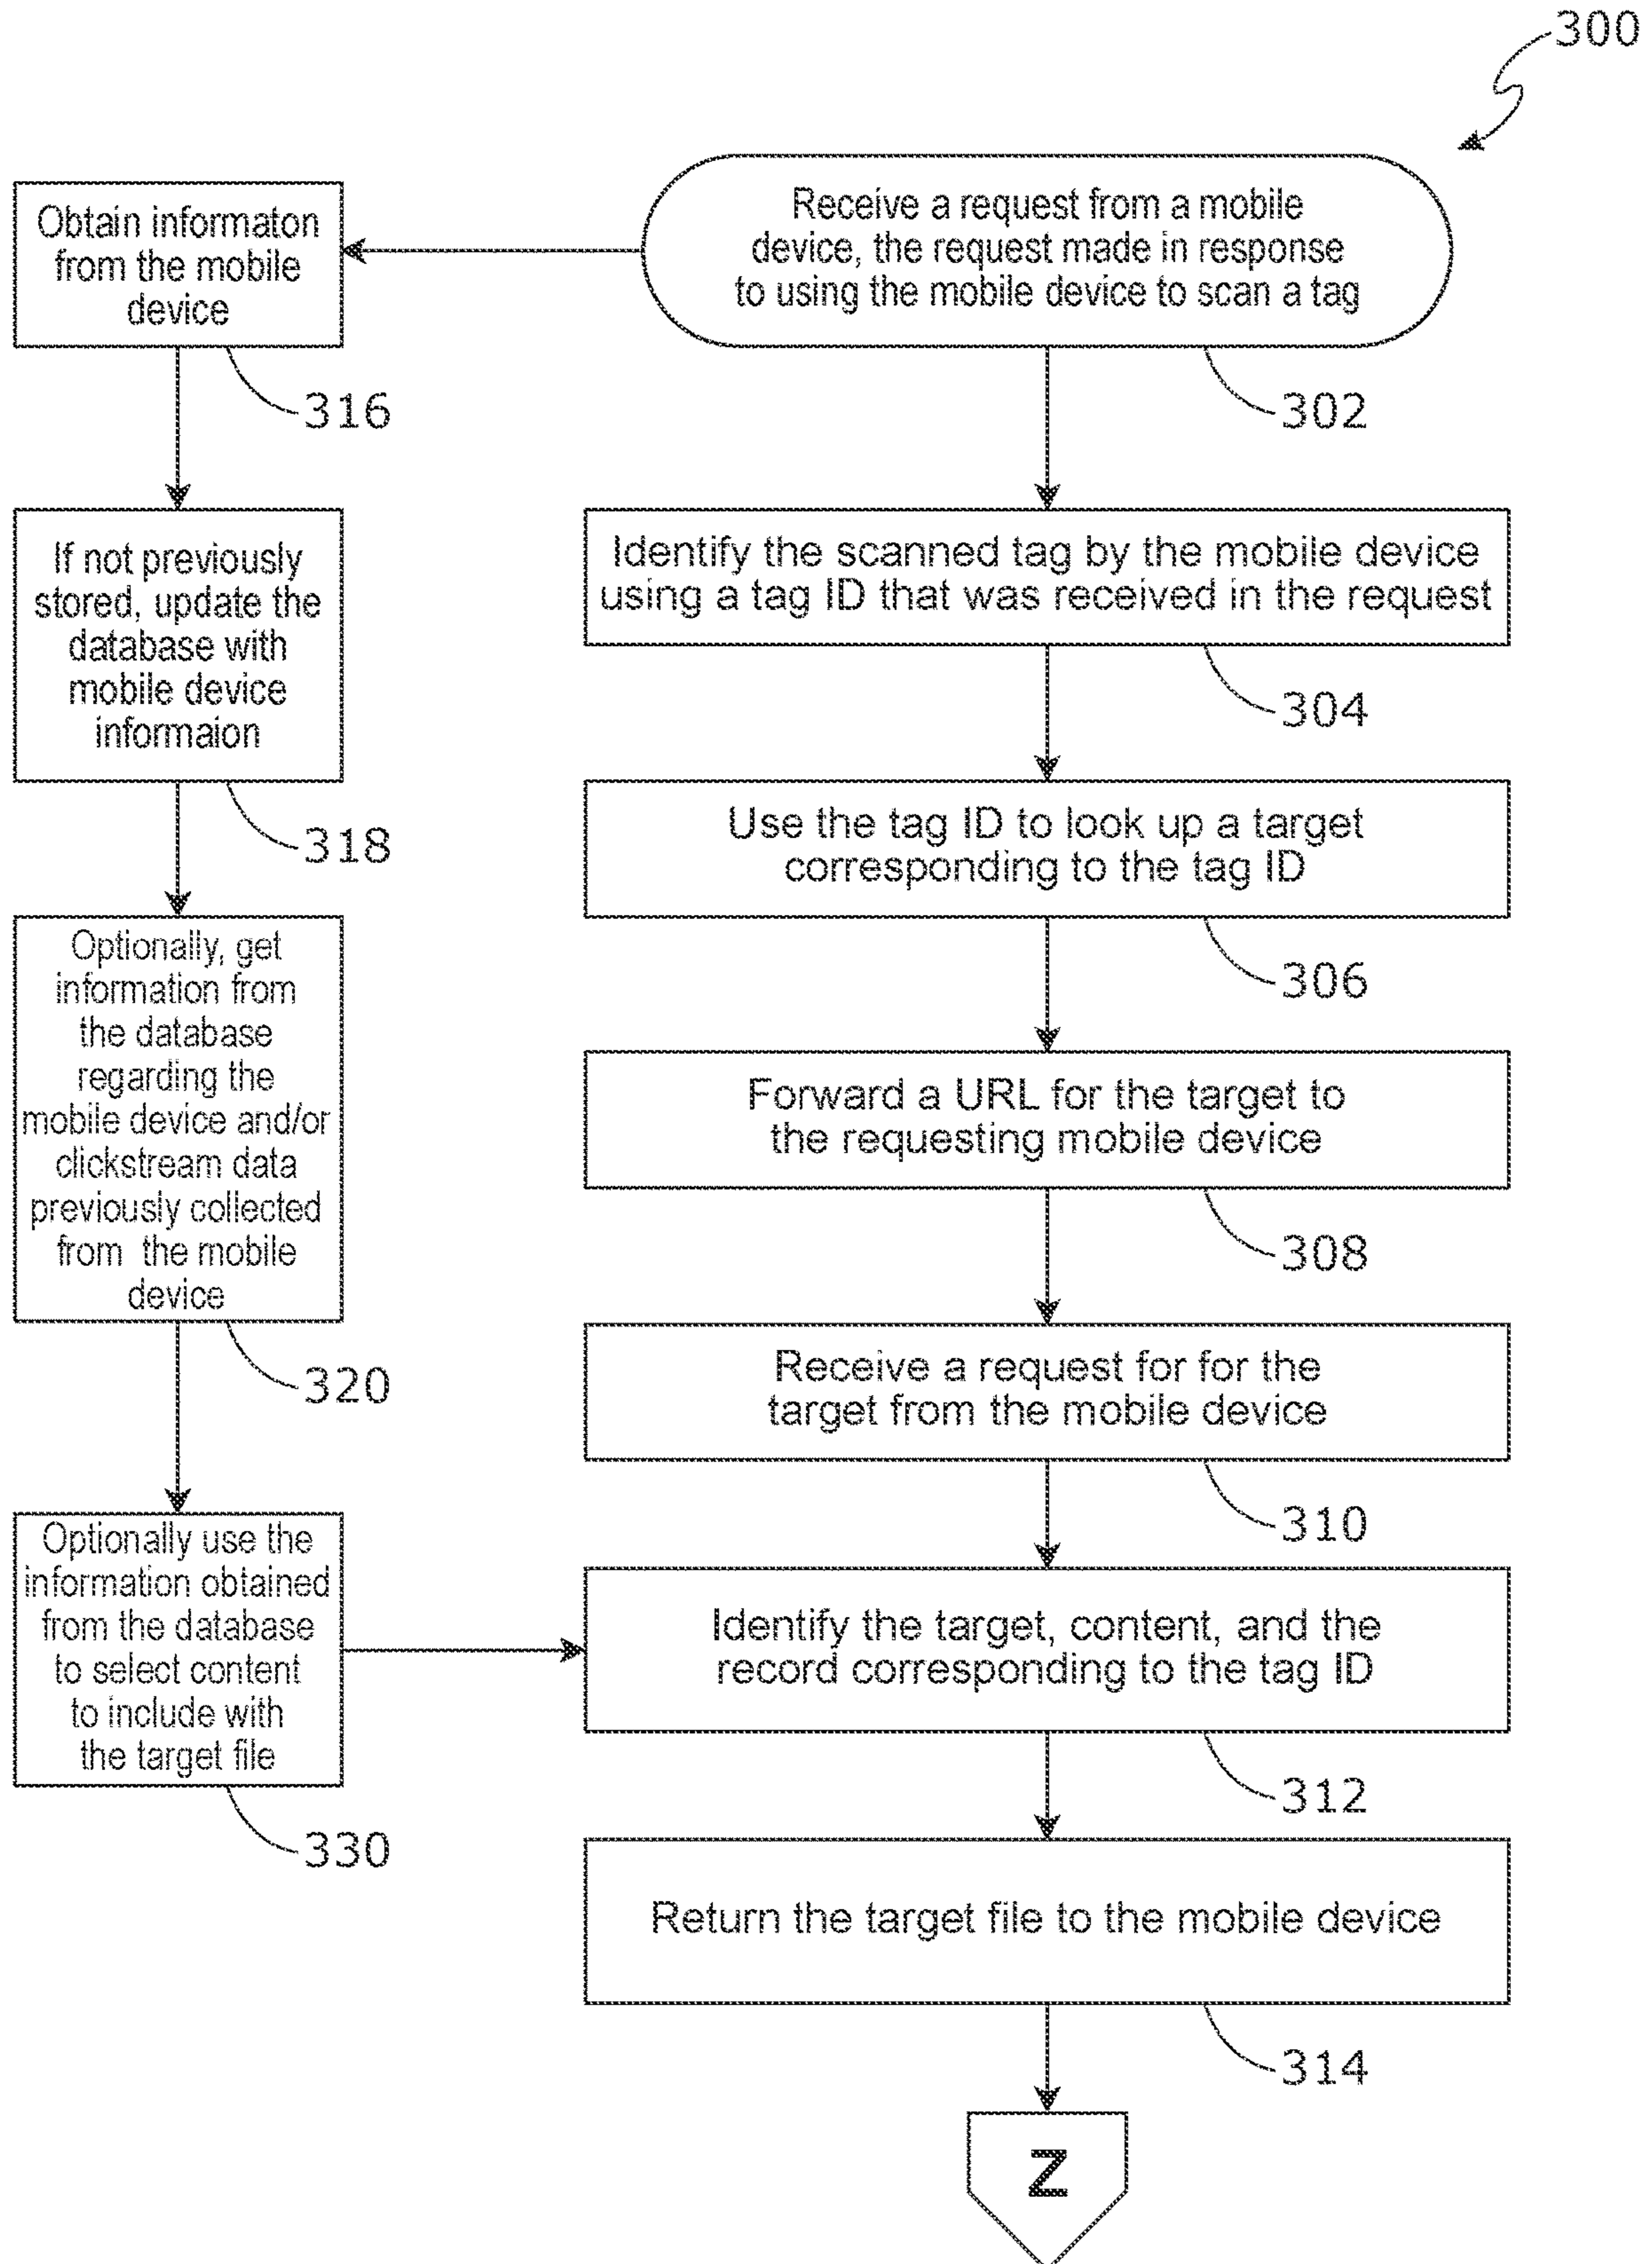 300
Receive a request from a mobile
device, the request made in response
to using the mobile device to scan a tag
302
Obtain informaton
from the mobile
device
316
Identify the scanned tag by the mobile device
using a tag ID that was received in the request
304
If not previously
stored, update the
database with
mobile device
informaion
318
Use the tag ID to look up a target
corresponding to the tag ID
306
Optionally, get
information from
the database
regarding the
mobile device and/or
clickstream data
previously collected
from the mobile
device
320
Forward a URL for the target to
the requesting mobile device
308
Receive a request for for the
target from the mobile device
310
Optionally use the
information obtained
from the database
to select content
to include with
the target file
330
Identify the target, content, and the
record corresponding to the tag ID
312
Return the target file to the mobile device
314
Z